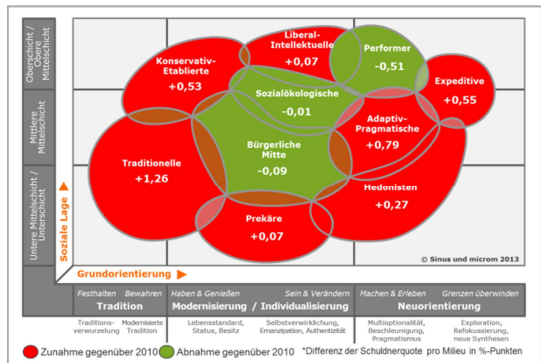 Oberschicht /
Obere
Mittelschicht
Mittlere
Mittelschicht
Untere Mittelschicht /
Unterschicht
Soziale Lage
Konservativ-
Etablierte
+0,53
Liberal-
Intellektuelle
+0,07
Performer
-0,51
Expeditive
+0,55
Sozialökologische
-0,01
Adaptiv-
Pragmatische
+0,79
Bürgerliche
Mitte
-0,09
Traditionelle
+1,26
Hedonisten
+0,27
Prekäre
+0,07
© Sinus und microm 2013
Grundorientierung
Festhalten Bewahren
Tradition
Haben & Genießen Sein & Verändern
Modernisierung / Individualisierung
Machen & Erleben Grenzen überwinden
Neuorientierung
Traditions-
verwurzelung
Modernisierte
Tradition
Lebensstandard,
Status, Besitz
Selbstverwirklichung,
Emanzipation, Authentizität
Multioptionalität,
Beschleunigung,
Pragmatismus
Exploration,
Refokussierung,
neue Synthesen
Zunahme gegenüber 2010 Abnahme gegenüber 2010 *Differenz der Schuldnerquote pro Milieu in %-Punkten